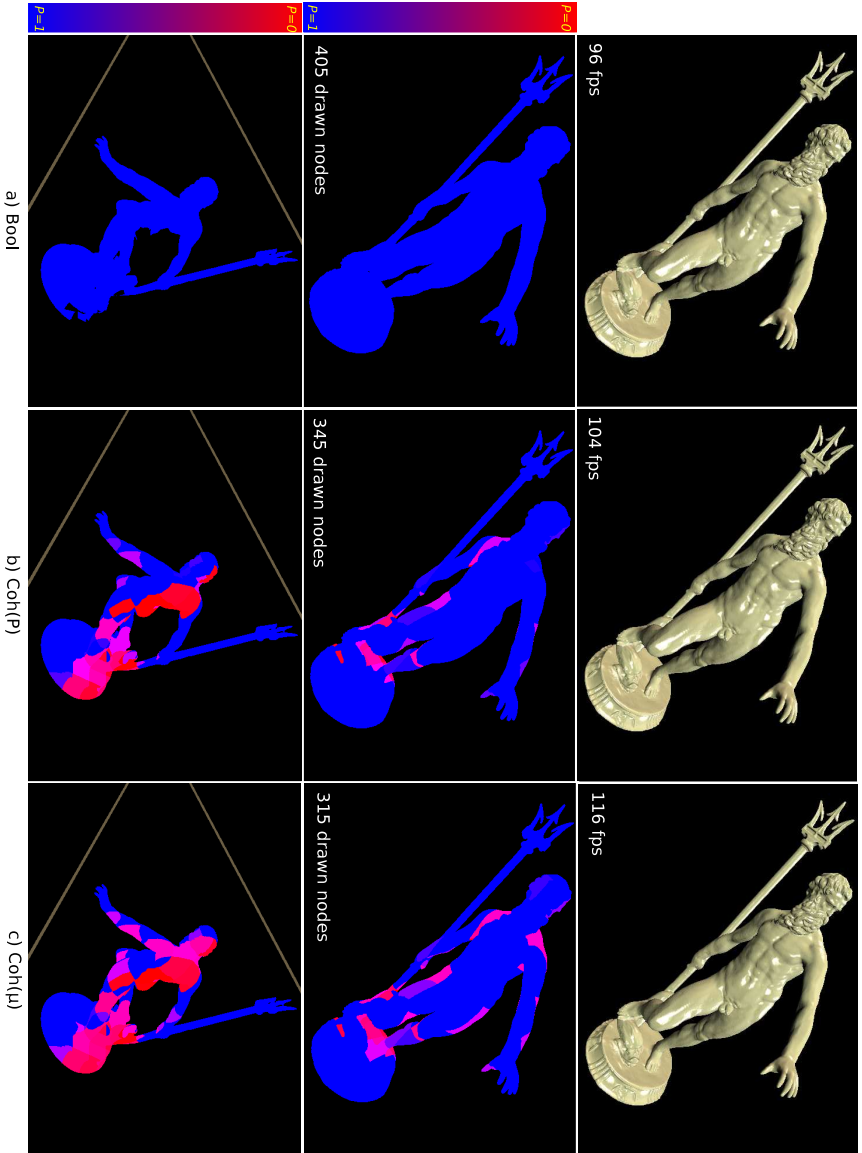 96 fps
104 fps
116 fps
P=0
405 drawn nodes
345 drawn nodes
315 drawn nodes
P=1
P=0
P=1
a) Bool
b) Coh(P)
c) Coh(μ)